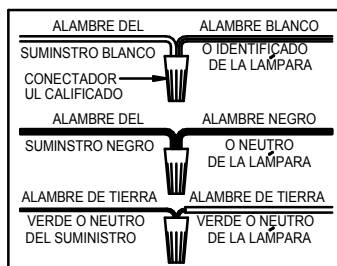 ALAMBRE DEL ALAMBRE BLANCO
SUMINSTRO BLANCO O IDENTIFICADO
DE LA LAMPARA
CONECTADOR
UL CALIFICADO
ALAMBRE DEL ALAMBRE NEGRO
SUMINSTRO NEGRO O NEUTRO
DE LA LAMPARA
ALAMBRE DE TIERRA ALAMBRE DE TIERRA
VERDE O NEUTRO VERDE O NEUTRO
DEL SUMINISTRO DE LA LAMPARA